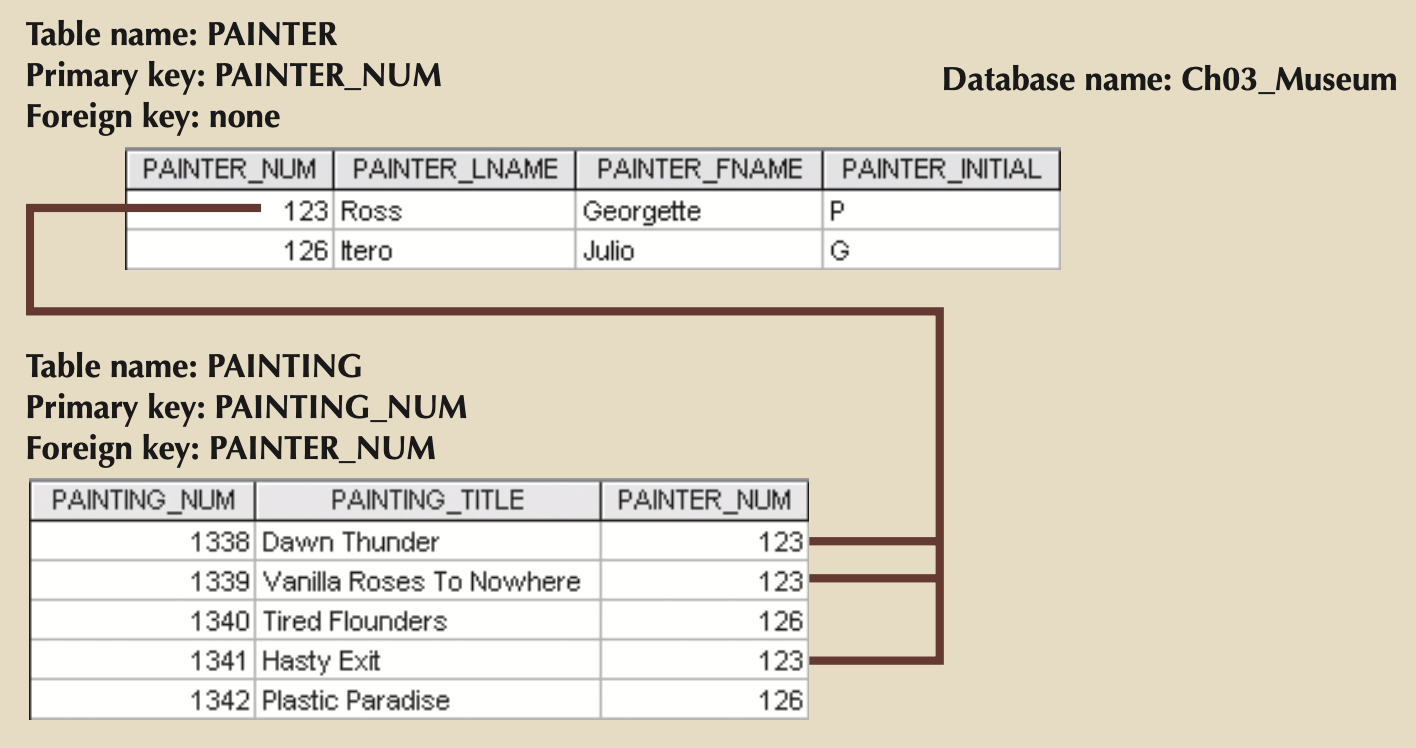 Table name: PAINTER
Primary key: PAINTER_NUM
Database name: Ch03_Museum
Foreign key: none
PAINTER_NUM PAINTER_LNAME PAINTER_FNAME PAINTER_INITIAL
123 Ross Georgette P
126 Itero Julio G
Table name: PAINTING
Primary key: PAINTING_NUM
Foreign key: PAINTER_NUM
PAINTING_NUM PAINTING_TITLE PAINTER_NUM
1338 Dawn Thunder 123
1339 Vanilla Roses To Nowhere 123
1340 Tired Flounders 126
1341 Hasty Exit 123
1342 Plastic Paradise 126